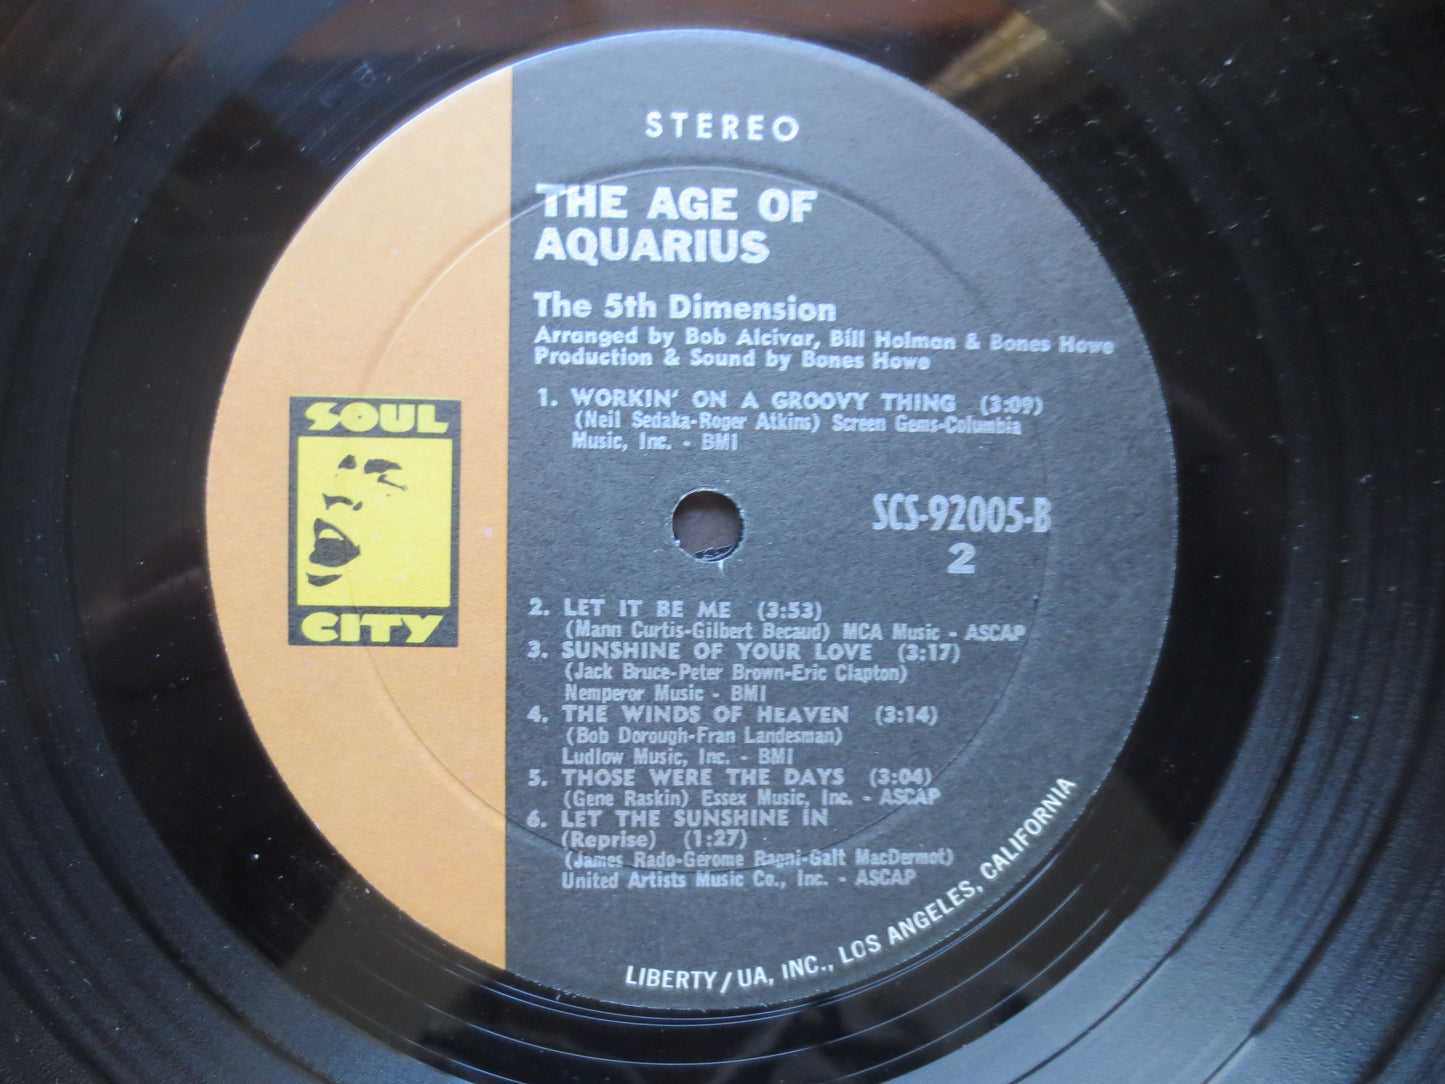 STEREO
THE AGE OF
AQUARIUS
The 5th Dimension
Arranged by Bob Alcivar, Bill Holman & Bones Howe
Production & Sound by Bones Howe
1. WORKIN' ON A GROOVY THING (3:09)
(Neil Sedaka-Roger Atkins) Screen Gems-Columbia
Music, Inc. - BMI
SOUL
CITY
SCS-92005-B
2
2. LET IT BE ME (3:53)
(Mann Curtis-Gilbert Becaud) MCA Music - ASCAP
3. SUNSHINE OF YOUR LOVE (3:17)
(Jack Bruce-Peter Brown-Eric Clapton)
Nemperor Music - BMI
4. THE WINDS OF HEAVEN (3:14)
(Bob Dorough-Fran Landesman)
Ludlow Music, Inc. - BMI
5. THOSE WERE THE DAYS (3:04)
(Gene Raskin) Essex Music, Inc. - ASCAP
6. LET THE SUNSHINE IN
(Reprise) (1:27)
(James Rado-Gerome Ragni-Galt MacDermot)
United Artists Music Co., Inc. - ASCAP
LIBERTY/UA, INC., LOS ANGELES, CALIFORNIA